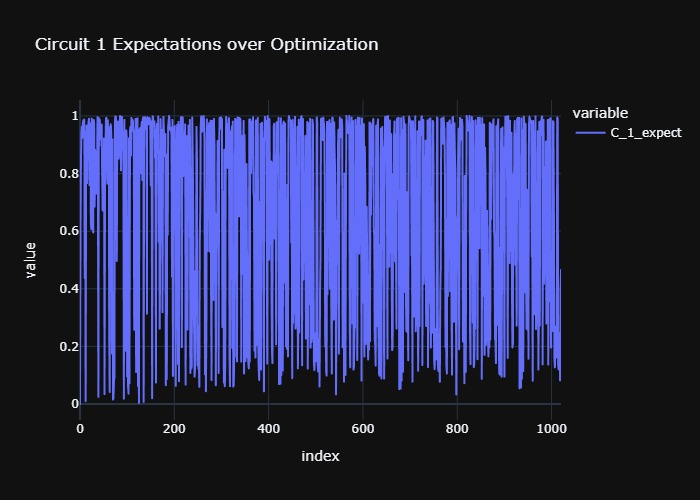 Circuit 1 Expectations over Optimization
variable
C_1_expect
value
1
0.8
0.6
0.4
0.2
0
0 200 400 600 800 1000
index